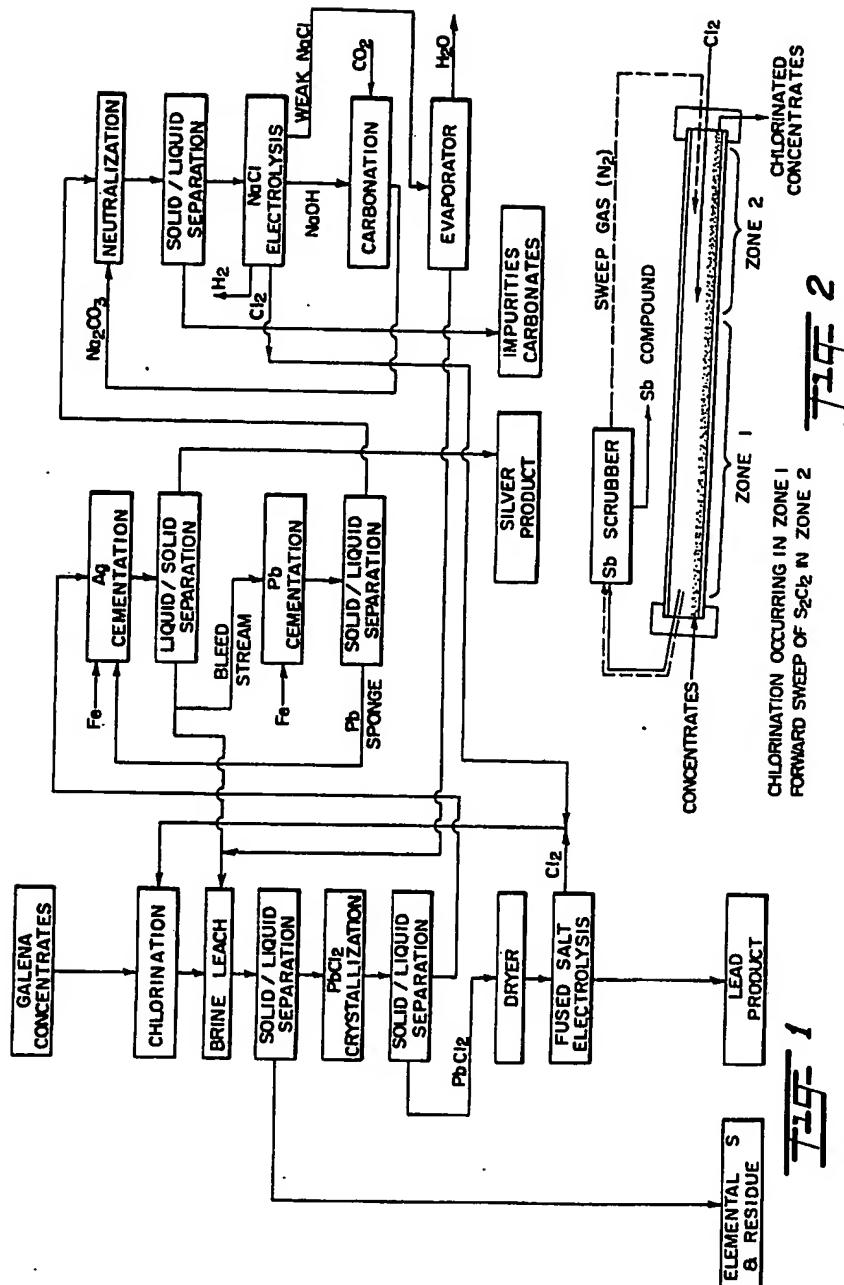 GALENA
CONCENTRATES
CHLORINATION
BRINE LEACH
SOLID/LIQUID
SEPARATION
PbCl2
CRYSTALLIZATION
SOLID/LIQUID
SEPARATION
PbCl2
DRYER
FUSED SALT
ELECTROLYSIS
Cl2
LEAD
PRODUCT
ELEMENTAL S
& RESIDUE
Fe
Ag
CEMENTATION
LIQUID/SOLID
SEPARATION
BLEED
STREAM
Fe
Pb
CEMENTATION
SOLID/LIQUID
SEPARATION
Pb
SPONGE
SILVER
PRODUCT
Na2CO3
NEUTRALIZATION
SOLID/LIQUID
SEPARATION
H2
Cl2
NaCl
ELECTROLYSIS
WEAK NaCl
NaOH
CO2
CARBONATION
EVAPORATOR
H2O
IMPURITIES
CARBONATES
FIG- 1
Sb SCRUBBER
Sb COMPOUND
SWEEP GAS (N2)
Cl2
CONCENTRATES
CHLORINATED
CONCENTRATES
ZONE 1
ZONE 2
CHLORINATION OCCURRING IN ZONE 1
FORWARD SWEEP OF S2Cl2 IN ZONE 2
FIG- 2